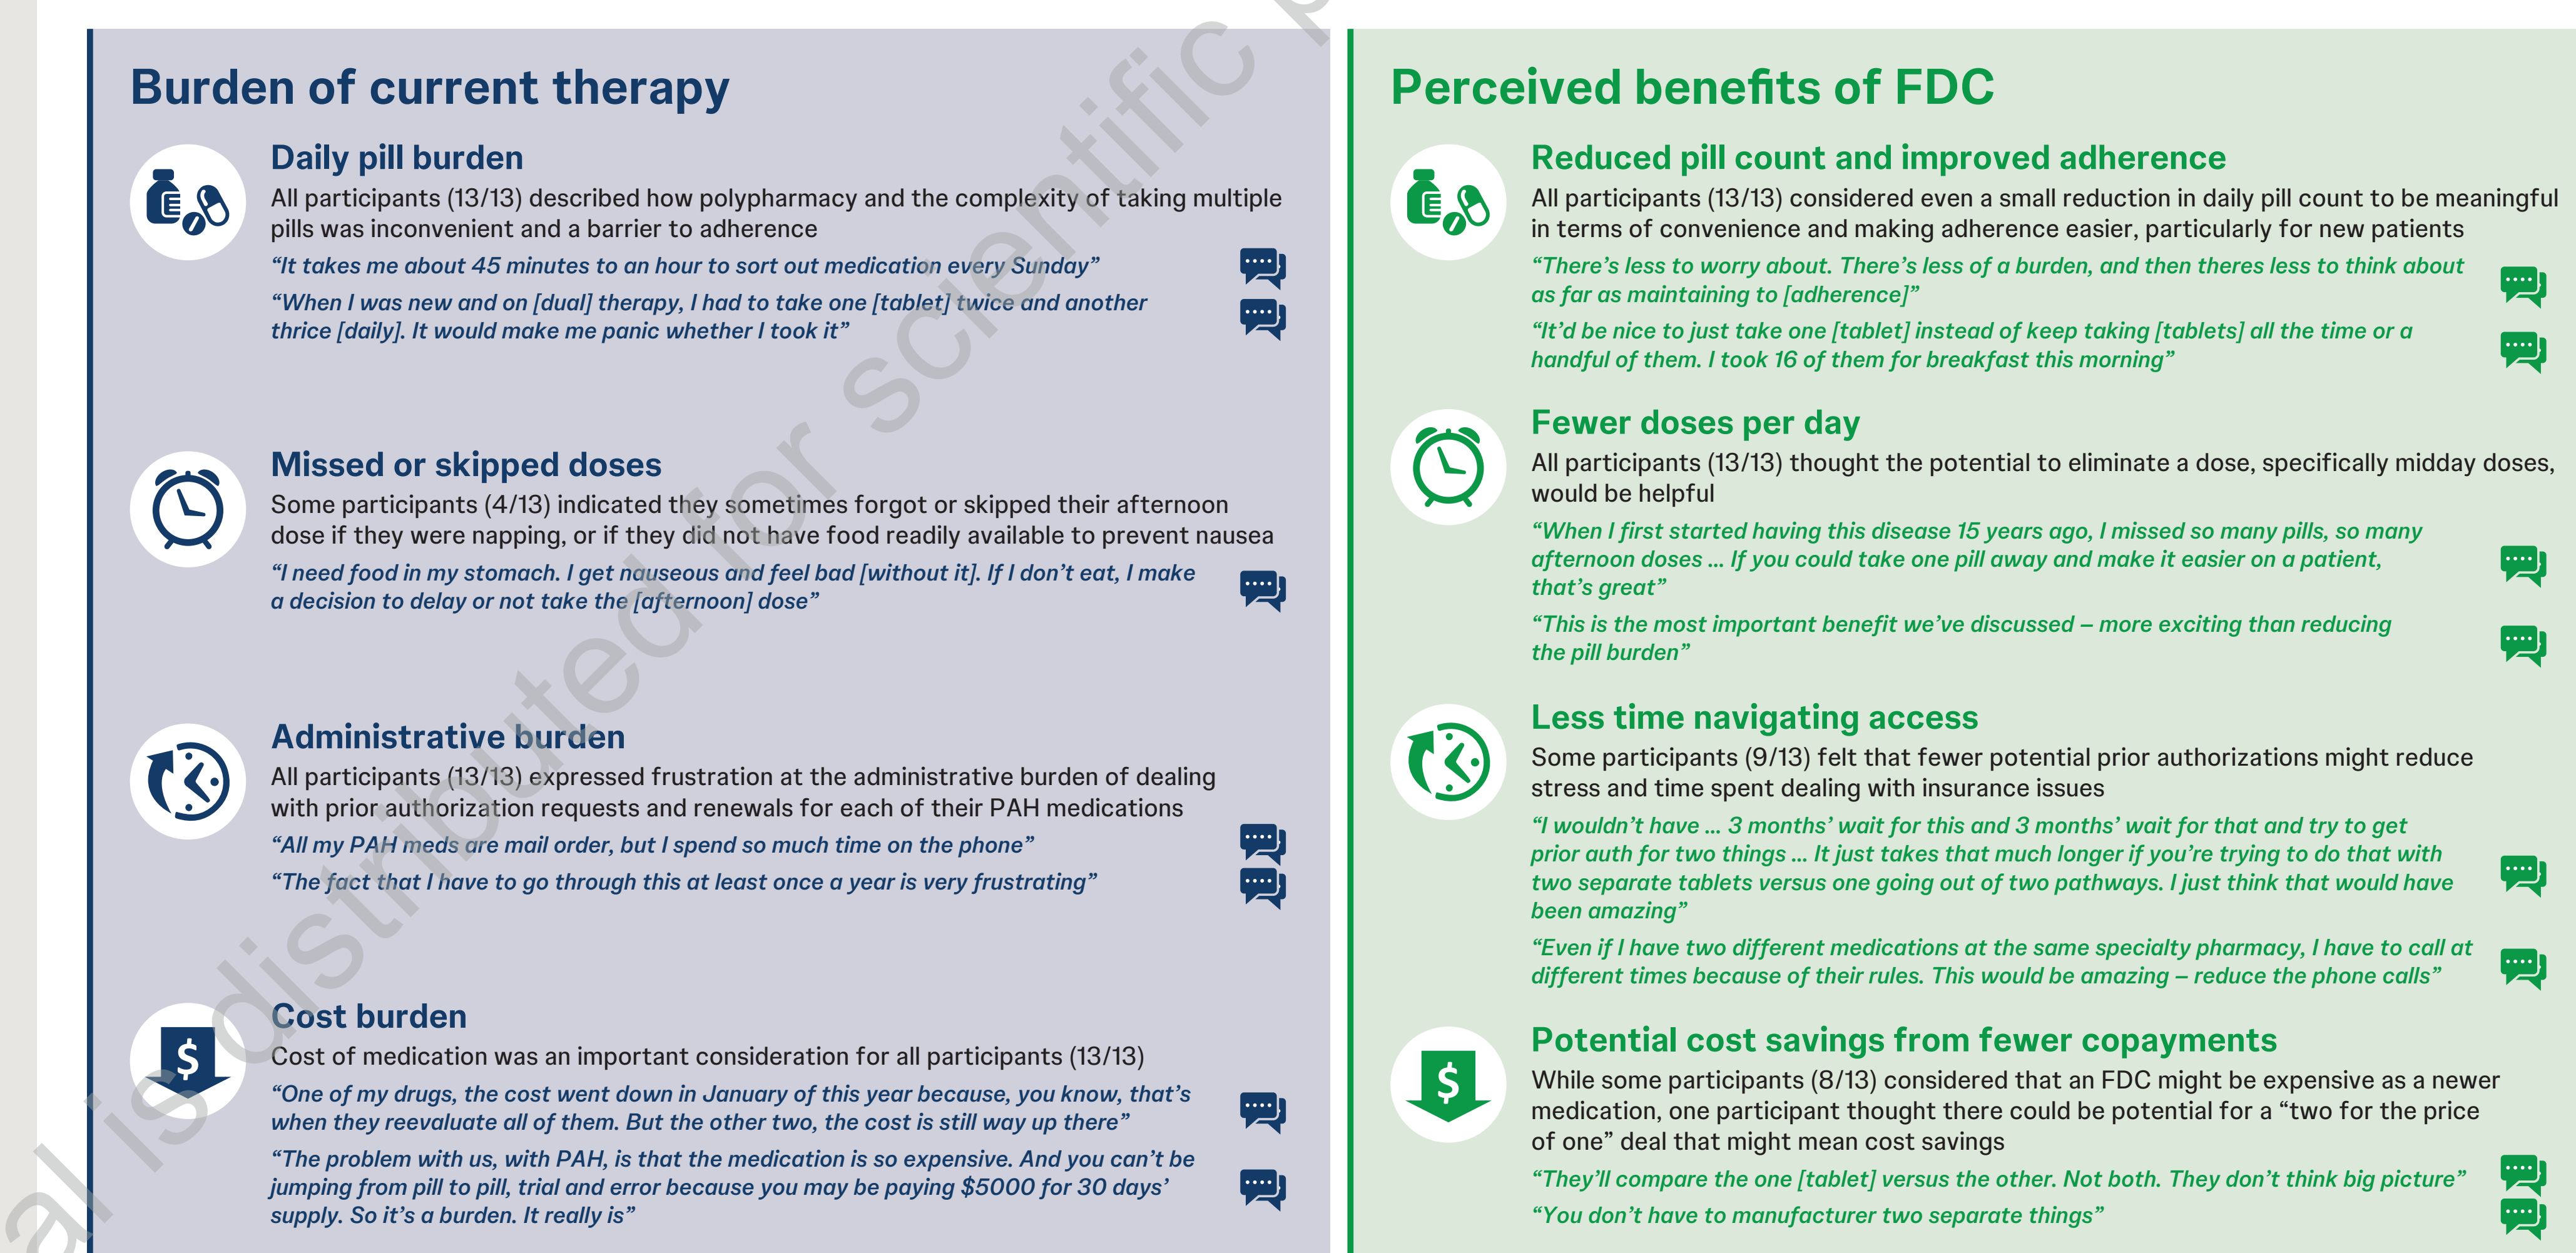 Burden of current therapy
Daily pill burden
All participants (13/13) described how polypharmacy and the complexity of taking multiple
pills was inconvenient and a barrier to adherence
“It takes me about 45 minutes to an hour to sort out medication every Sunday”
“When I was new and on [dual] therapy, I had to take one [tablet] twice and another
thrice [daily]. It would make me panic whether I took it”
Missed or skipped doses
Some participants (4/13) indicated they sometimes forgot or skipped their afternoon
dose if they were napping, or if they did not have food readily available to prevent nausea
“I need food in my stomach. I get nauseous and feel bad [without it]. If I don’t eat, I make
a decision to delay or not take the [afternoon] dose”
Administrative burden
All participants (13/13) expressed frustration at the administrative burden of dealing
with prior authorization requests and renewals for each of their PAH medications
“All my PAH meds are mail order, but I spend so much time on the phone”
“The fact that I have to go through this at least once a year is very frustrating”
$
Cost burden
Cost of medication was an important consideration for all participants (13/13)
“One of my drugs, the cost went down in January of this year because, you know, that’s
when they reevaluate all of them. But the other two, the cost is still way up there”
“The problem with us, with PAH, is that the medication is so expensive. And you can’t be
jumping from pill to pill, trial and error because you may be paying $5000 for 30 days’
supply. So it’s a burden. It really is”
Perceived benefits of FDC
Reduced pill count and improved adherence
All participants (13/13) considered even a small reduction in daily pill count to be meaningful
in terms of convenience and making adherence easier, particularly for new patients
“There’s less to worry about. There’s less of a burden, and then theres less to think about
as far as maintaining to [adherence]”
“It’d be nice to just take one [tablet] instead of keep taking [tablets] all the time or a
handful of them. I took 16 of them for breakfast this morning”
Fewer doses per day
All participants (13/13) thought the potential to eliminate a dose, specifically midday doses,
would be helpful
“When I first started having this disease 15 years ago, I missed so many pills, so many
afternoon doses ... If you could take one pill away and make it easier on a patient,
that’s great”
“This is the most important benefit we’ve discussed – more exciting than reducing
the pill burden”
Less time navigating access
Some participants (9/13) felt that fewer potential prior authorizations might reduce
stress and time spent dealing with insurance issues
“I wouldn’t have ... 3 months’ wait for this and 3 months’ wait for that and try to get
prior auth for two things ... It just takes that much longer if you’re trying to do that with
two separate tablets versus one going out of two pathways. I just think that would have
been amazing”
“Even if I have two different medications at the same specialty pharmacy, I have to call at
different times because of their rules. This would be amazing – reduce the phone calls”
$
Potential cost savings from fewer copayments
While some participants (8/13) considered that an FDC might be expensive as a newer
medication, one participant thought there could be potential for a “two for the price
of one” deal that might mean cost savings
“They’ll compare the one [tablet] versus the other. Not both. They don’t think big picture”
“You don’t have to manufacturer two separate things”
is distributed for scientific